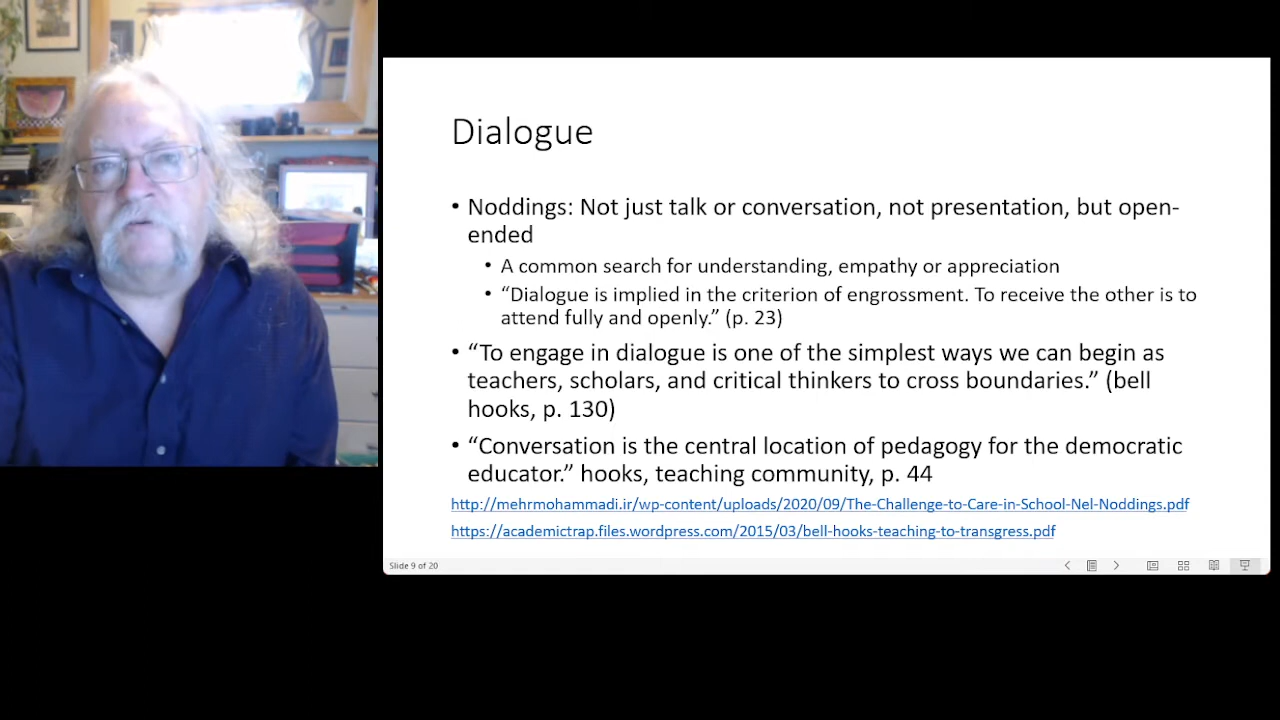 Dialogue
• Noddings: Not just talk or conversation, not presentation, but open-
ended
• A common search for understanding, empathy or appreciation
• “Dialogue is implied in the criterion of engrossment. To receive the other is to
attend fully and openly.” (p. 23)
• “To engage in dialogue is one of the simplest ways we can begin as
teachers, scholars, and critical thinkers to cross boundaries.” (bell
hooks, p. 130)
• “Conversation is the central location of pedagogy for the democratic
educator.” hooks, teaching community, p. 44
http://mehrmohammadi.ir/wp-content/uploads/2020/09/The-Challenge-to-Care-in-School-Nel-Noddings.pdf
https://academictrap.files.wordpress.com/2015/03/bell-hooks-teaching-to-transgress.pdf
Slide 9 of 20